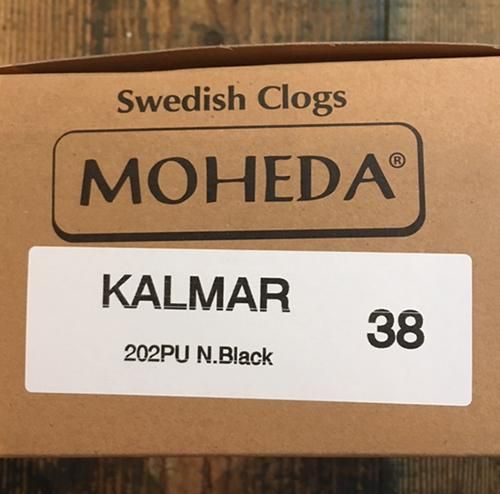 Swedish Clogs
MOHEDA®
KALMAR
38
202PU N.Black